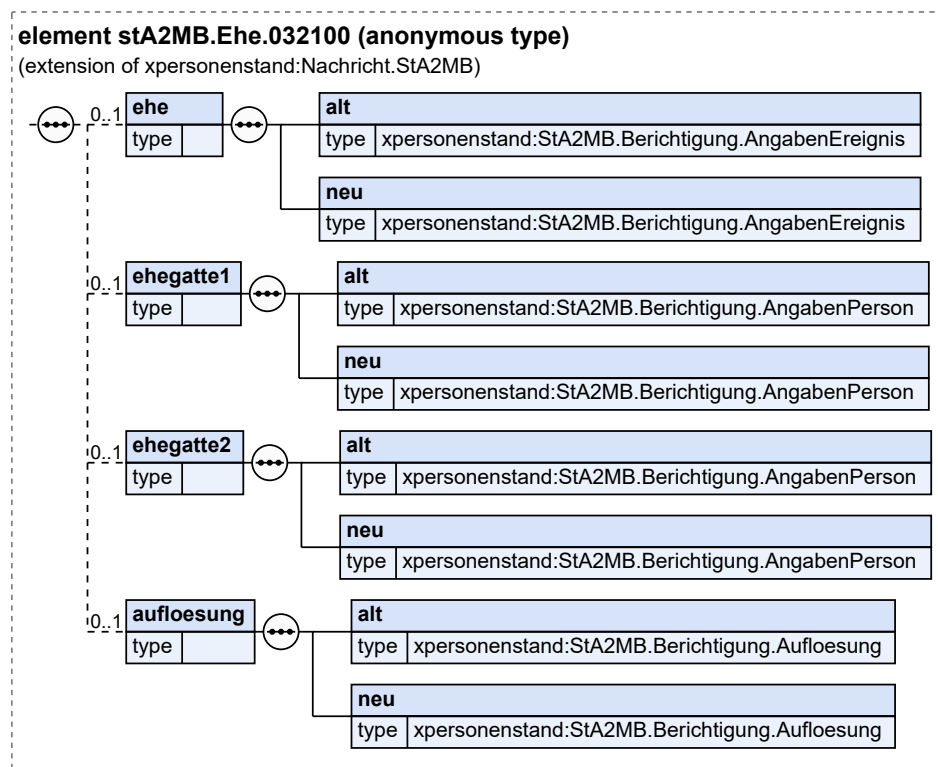 element stA2MB.Ehe.032100 (anonymous type)
(extension of xpersonenstand:Nachricht.StA2MB)
0..1 ehe
type
alt
type xpersonenstand:StA2MB.Berichtigung.AngabenEreignis
neu
type xpersonenstand:StA2MB.Berichtigung.AngabenEreignis
0..1 ehegatte1
type
alt
type xpersonenstand:StA2MB.Berichtigung.AngabenPerson
neu
type xpersonenstand:StA2MB.Berichtigung.AngabenPerson
0..1 ehegatte2
type
alt
type xpersonenstand:StA2MB.Berichtigung.AngabenPerson
neu
type xpersonenstand:StA2MB.Berichtigung.AngabenPerson
0..1 aufloesung
type
alt
type xpersonenstand:StA2MB.Berichtigung.Aufloesung
neu
type xpersonenstand:StA2MB.Berichtigung.Aufloesung